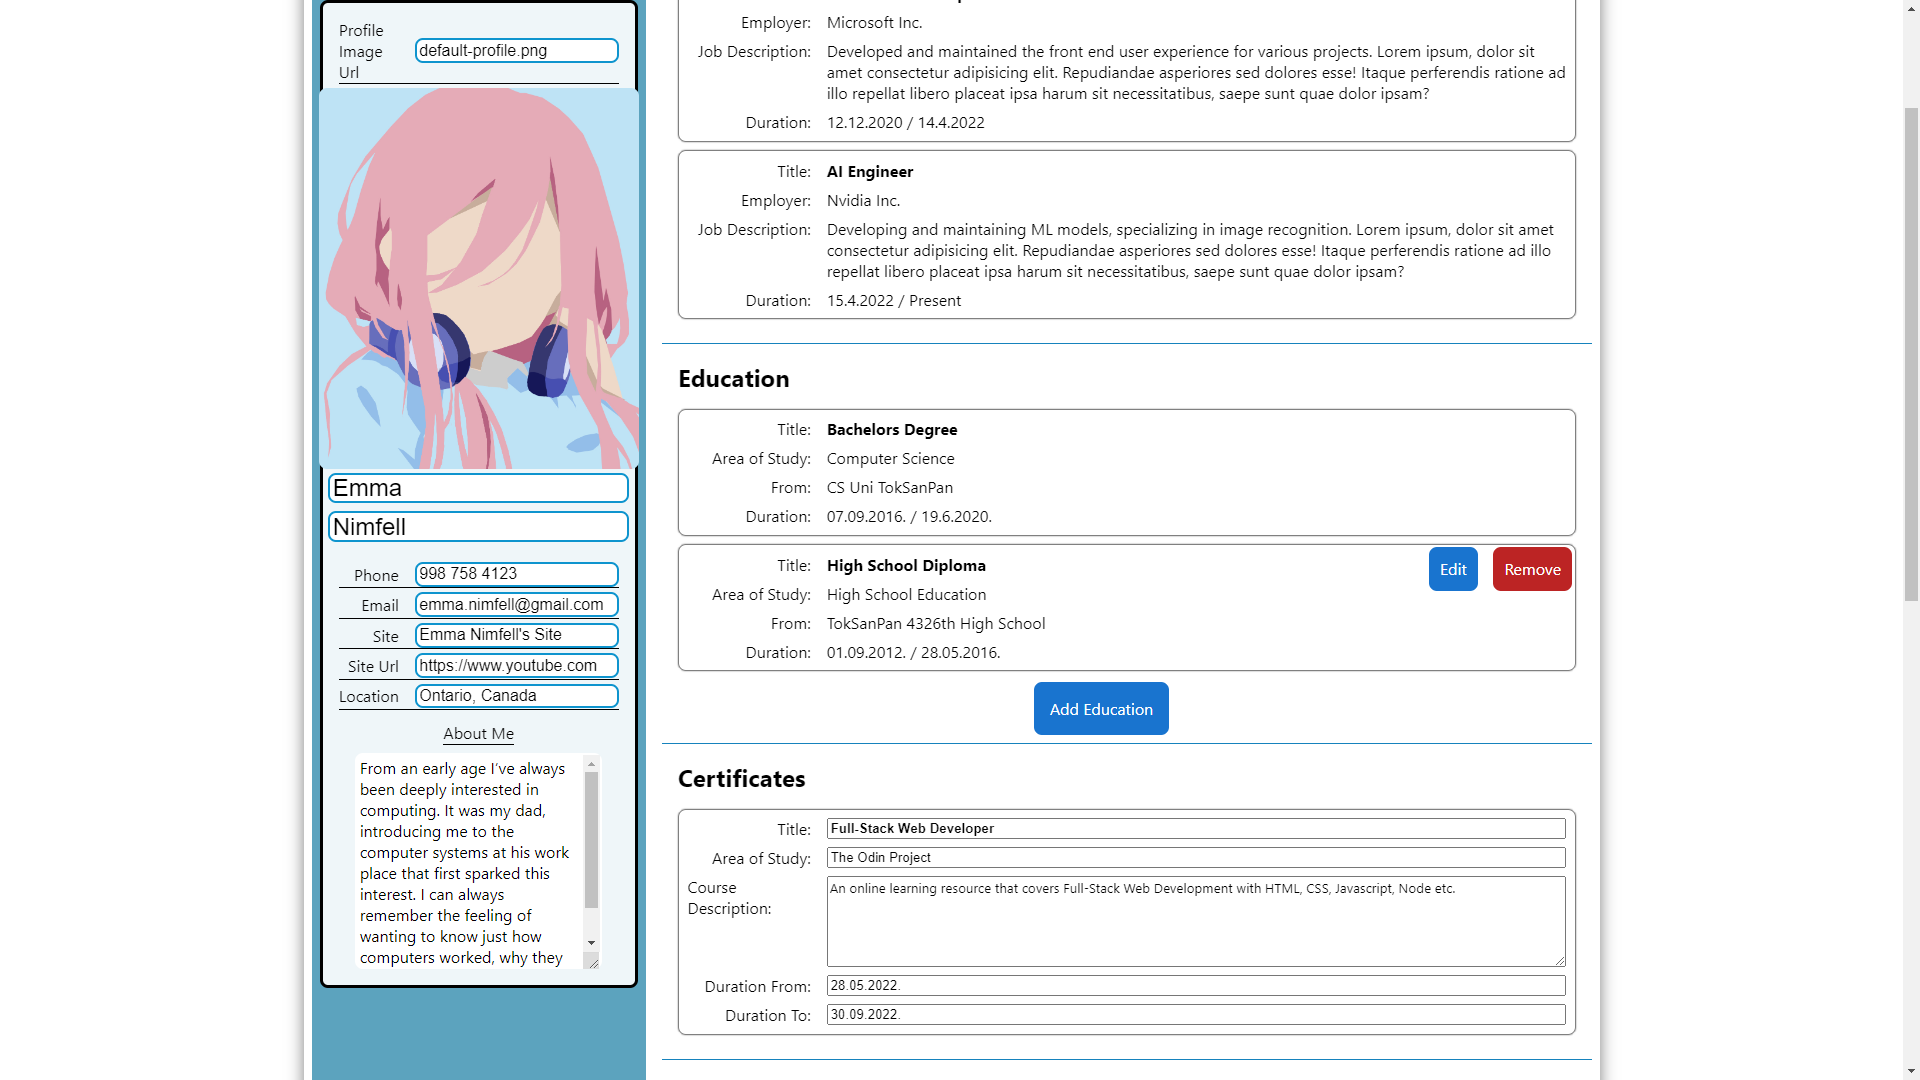 Profile
Image
Url
default-profile.png
Emma
Nimfell
Phone
998 758 4123
Email
emma.nimfell@gmail.com
Site
Emma Nimfell's Site
Site Url
https://www.youtube.com
Location
Ontario, Canada
About Me
From an early age I've always
been deeply interested in
computing. It was my dad,
introducing me to the
computer systems at his work
place that first sparked this
interest. I can always
remember the feeling of
wanting to know just how
computers worked, why they
Employer: Microsoft Inc.
Job Description: Developed and maintained the front end user experience for various projects. Lorem ipsum, dolor sit
amet consectetur adipisicing elit. Repudiandae asperiores sed dolores esse! Itaque perferendis ratione ad
illo repellat libero placeat ipsa harum sit necessitatibus, saepe sunt quae dolor ipsam?
Duration: 12.12.2020 / 14.4.2022
Title: AI Engineer
Employer: Nvidia Inc.
Job Description: Developing and maintaining ML models, specializing in image recognition. Lorem ipsum, dolor sit amet
consectetur adipisicing elit. Repudiandae asperiores sed dolores esse! Itaque perferendis ratione ad illo
repellat libero placeat ipsa harum sit necessitatibus, saepe sunt quae dolor ipsam?
Duration: 15.4.2022 / Present
Education
Title: Bachelors Degree
Area of Study: Computer Science
From: CS Uni TokSanPan
Duration: 07.09.2016. / 19.6.2020.
Title: High School Diploma
Edit Remove
Area of Study: High School Education
From: TokSanPan 4326th High School
Duration: 01.09.2012. / 28.05.2016.
Add Education
Certificates
Title: Full-Stack Web Developer
Area of Study: The Odin Project
Course
Description:
An online learning resource that covers Full-Stack Web Development with HTML, CSS, Javascript, Node etc.
Duration From: 28.05.2022.
Duration To: 30.09.2022.